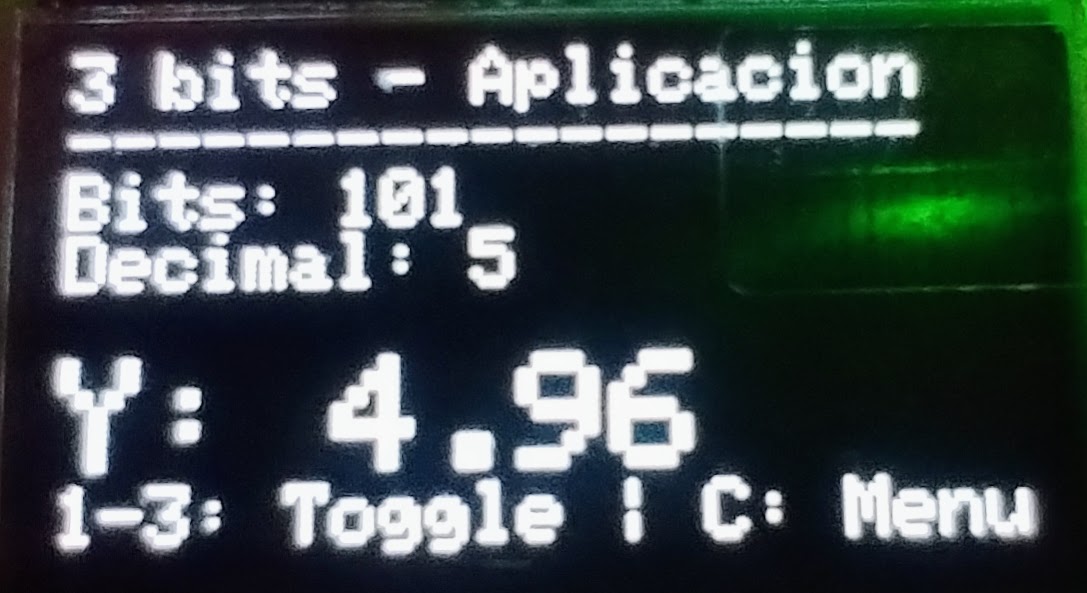 3 bits - Aplicacion
--------------------
Bits: 101
Decimal: 5
Y: 4.96
1-3: Toggle | C: Menu